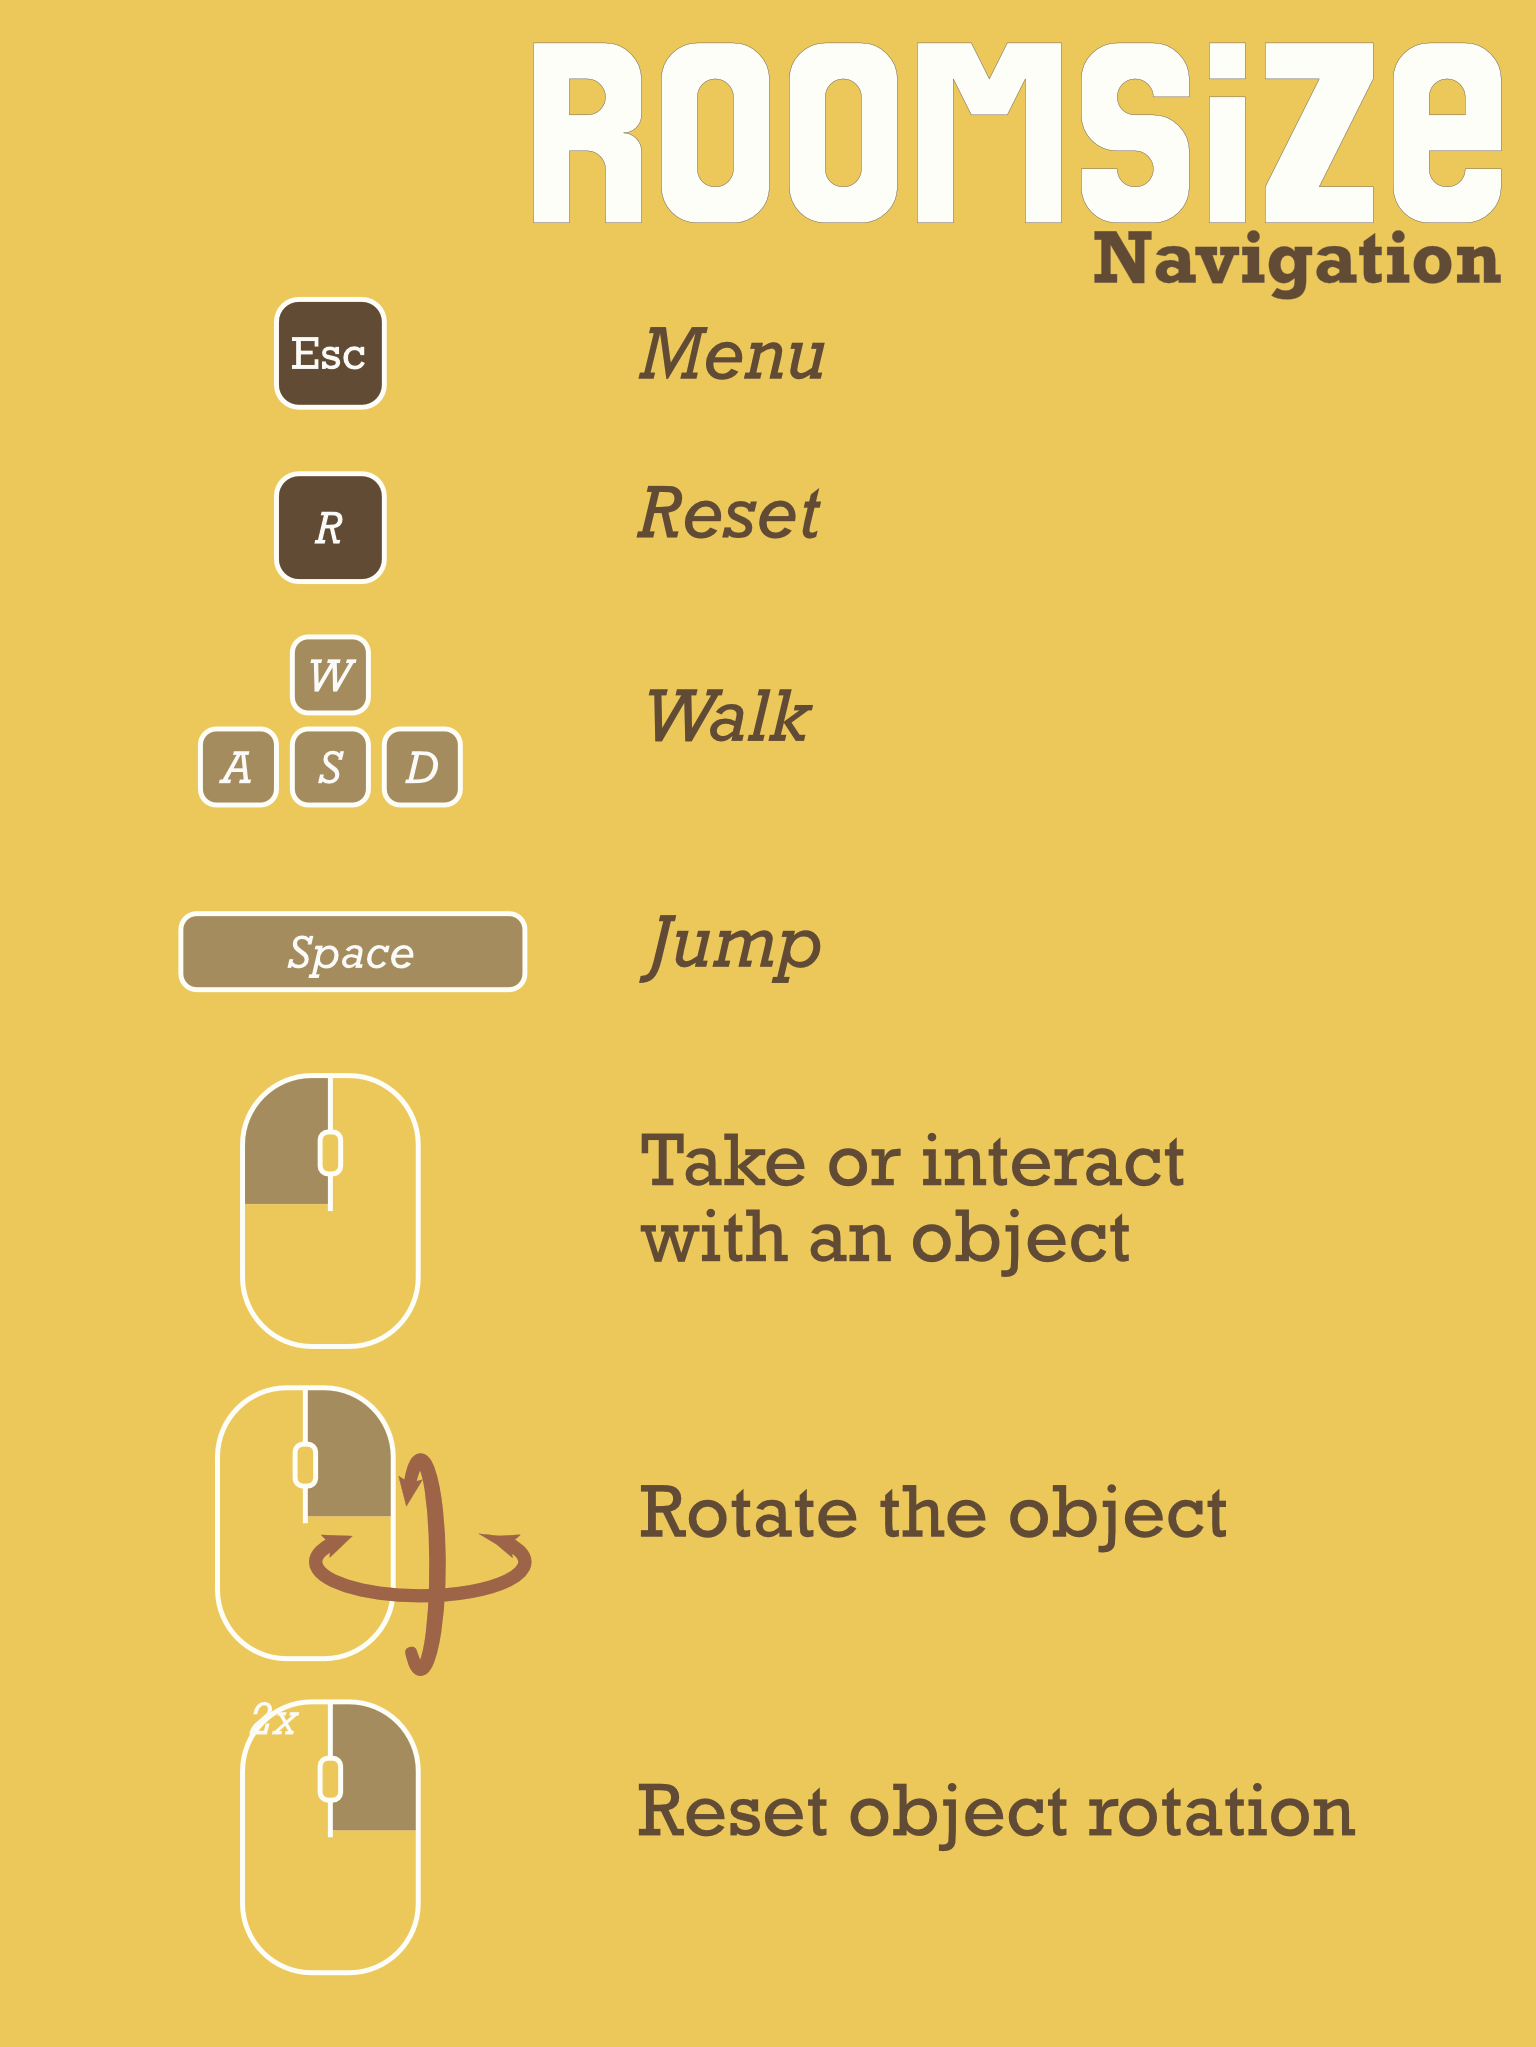 ROOMSiZe
Navigation
Esc
Menu
R
Reset
W
A S D
Walk
Space
Jump
Take or interact
with an object
Rotate the object
2x
Reset object rotation